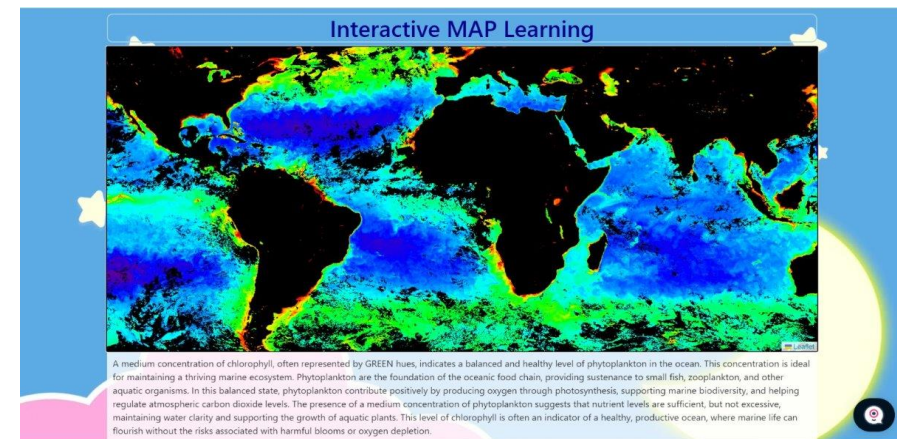 Interactive MAP Learning
Leaflet
A medium concentration of chlorophyll, often represented by GREEN hues, indicates a balanced and healthy level of phytoplankton in the ocean. This concentration is ideal
for maintaining a thriving marine ecosystem. Phytoplankton are the foundation of the oceanic food chain, providing sustenance to small fish, zooplankton, and other
aquatic organisms. In this balanced state, phytoplankton contribute positively by producing oxygen through photosynthesis, supporting marine biodiversity, and helping
regulate atmospheric carbon dioxide levels. The presence of a medium concentration of phytoplankton suggests that nutrient levels are sufficient, but not excessive,
maintaining water clarity and supporting the growth of aquatic plants. This level of chlorophyll is often an indicator of a healthy, productive ocean, where marine life can
flourish without the risks associated with harmful blooms or oxygen depletion.